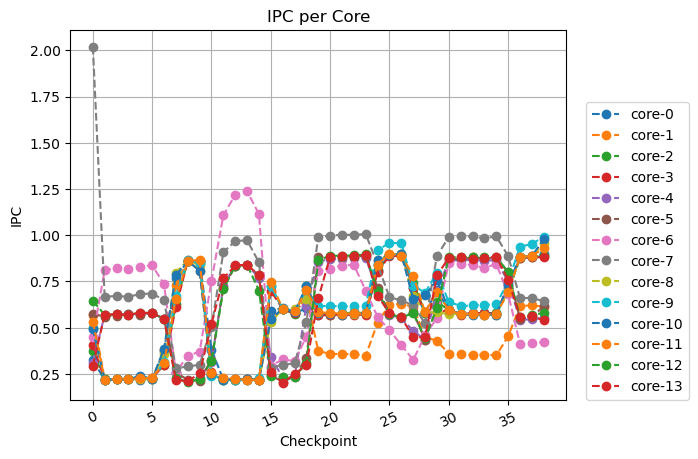 IPC per Core
IPC
2.00
1.75
1.50
1.25
1.00
0.75
0.50
0.25
0
5
10
15
20
25
30
35
Checkpoint
core-0
core-1
core-2
core-3
core-4
core-5
core-6
core-7
core-8
core-9
core-10
core-11
core-12
core-13